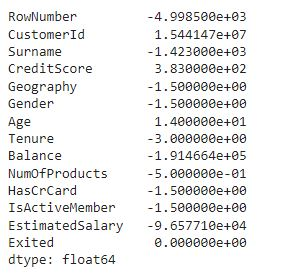 RowNumber -4.998500e+03
CustomerId 1.544147e+07
Surname -1.423000e+03
CreditScore 3.830000e+02
Geography -1.500000e+00
Gender -1.500000e+00
Age 1.400000e+01
Tenure -3.000000e+00
Balance -1.914664e+05
NumOfProducts -5.000000e-01
HasCrCard -1.500000e+00
IsActiveMember -1.500000e+00
EstimatedSalary -9.657710e+04
Exited 0.000000e+00
dtype: float64